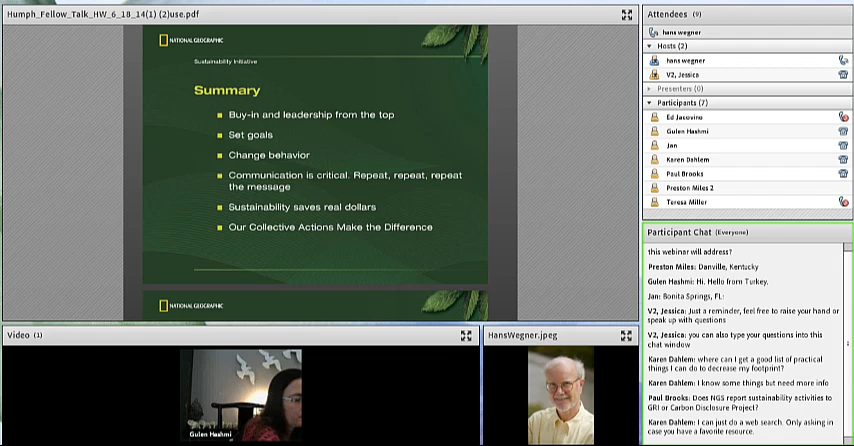 Humph_Fellow_Talk_HW_6_18_14(1) (2)use.pdf
NATIONAL GEOGRAPHIC
Sustainability Initiative
Summary
Buy-in and leadership from the top
Set goals
Change behavior
Communication is critical. Repeat, repeat, repeat
the message
Sustainability saves real dollars
Our Collective Actions Make the Difference
NATIONAL GEOGRAPHIC
Video (1)
Gulen Hashmi
HansWegner.jpeg
Attendees (9)
hans wegner
Hosts (2)
hans wegner
V2, Jessica
Presenters (0)
Participants (7)
Ed Jacovino
Gulen Hashmi
Jan
Karen Dahlem
Paul Brooks
Preston Miles 2
Teresa Miller
Participant Chat (Everyone)
this webinar will address?
Preston Miles: Danville, Kentucky
Gulen Hashmi: Hi. Hello from Turkey.
Jan: Bonita Springs, FL
V2, Jessica: Just a reminder, feel free to raise your hand or
speak up with questions
V2, Jessica: you can also type your questions into this
chat window
Karen Dahlem: where can I get a good list of practical
things I can do to decrease my footprint?
Karen Dahlem: I know some things but need more info
Paul Brooks: Does NGS report sustainability activities to
GRI or Carbon Disclosure Project?
Karen Dahlem: I can just do a web search. Only asking in
case you have a favorite resource.